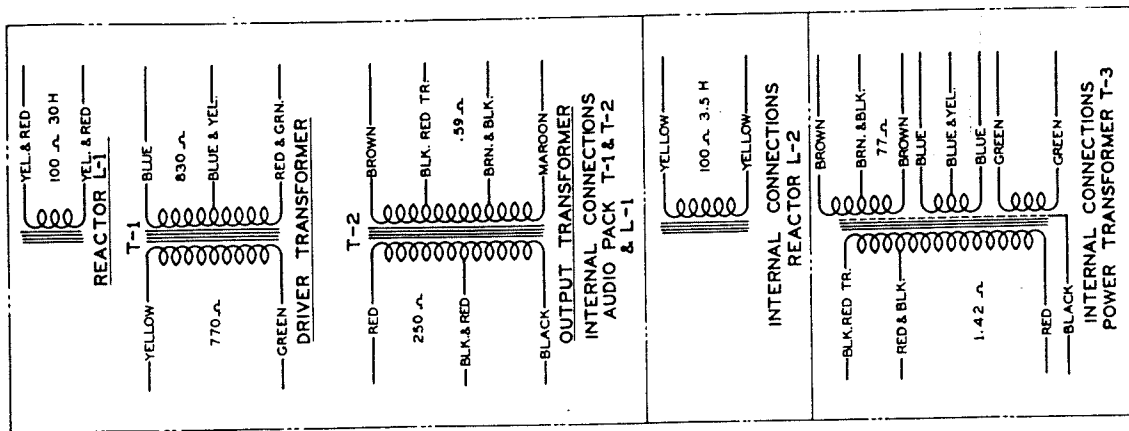 YEL. & RED
100 Ω 30 H
YEL. & RED
REACTOR L-1
T-1
BLUE
830 Ω
BLUE & YEL.
RED & GRN.
YELLOW
770 Ω
GREEN
DRIVER TRANSFORMER
T-2
BROWN
BLK. RED TR.
.59 Ω
BRN. & BLK.
MAROON
RED
250 Ω
BLK. & RED
BLACK
OUTPUT TRANSFORMER
INTERNAL CONNECTIONS
AUDIO PACK T-1 & T-2
& L-1
YELLOW
100 Ω 3.5 H
YELLOW
INTERNAL CONNECTIONS
REACTOR L-2
BROWN
BRN. & BLK.
77 Ω
BROWN
BLUE
BLUE & YEL.
BLUE
GREEN
GREEN
BLK. RED TR.
RED & BLK.
1.42 Ω
RED
BLACK
INTERNAL CONNECTIONS
POWER TRANSFORMER T-3